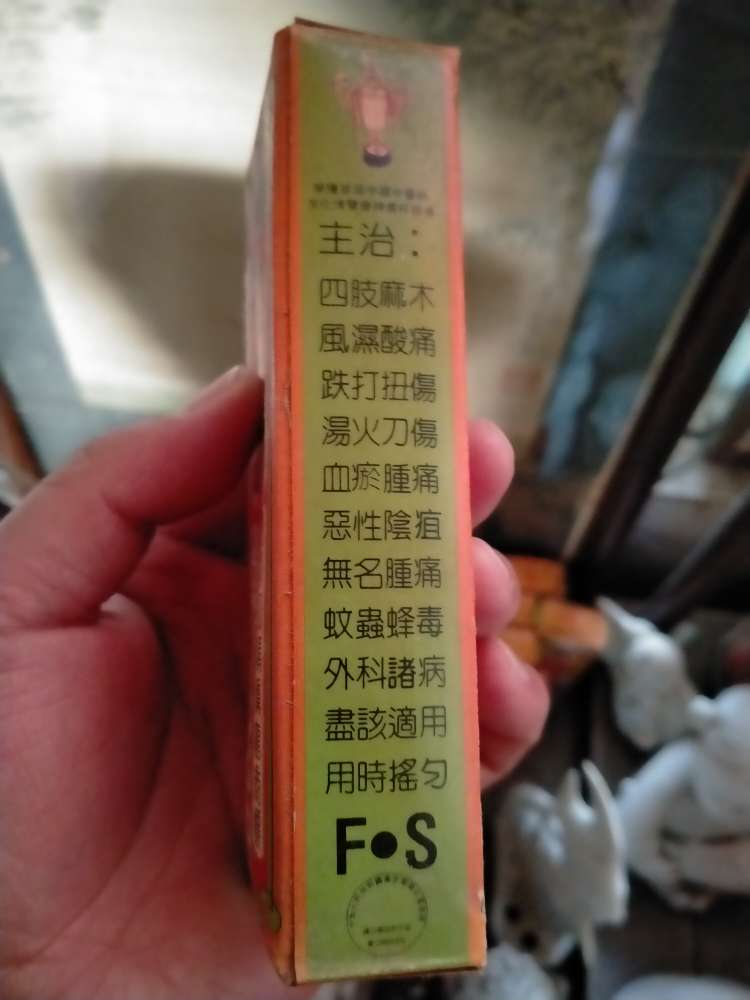 主治：
四肢麻木
風濕酸痛
跌打扭傷
湯火刀傷
血瘀腫痛
惡性陰疽
無名腫痛
蚊蟲蜂毒
外科諸病
盡該適用
用時搖勻
F•S